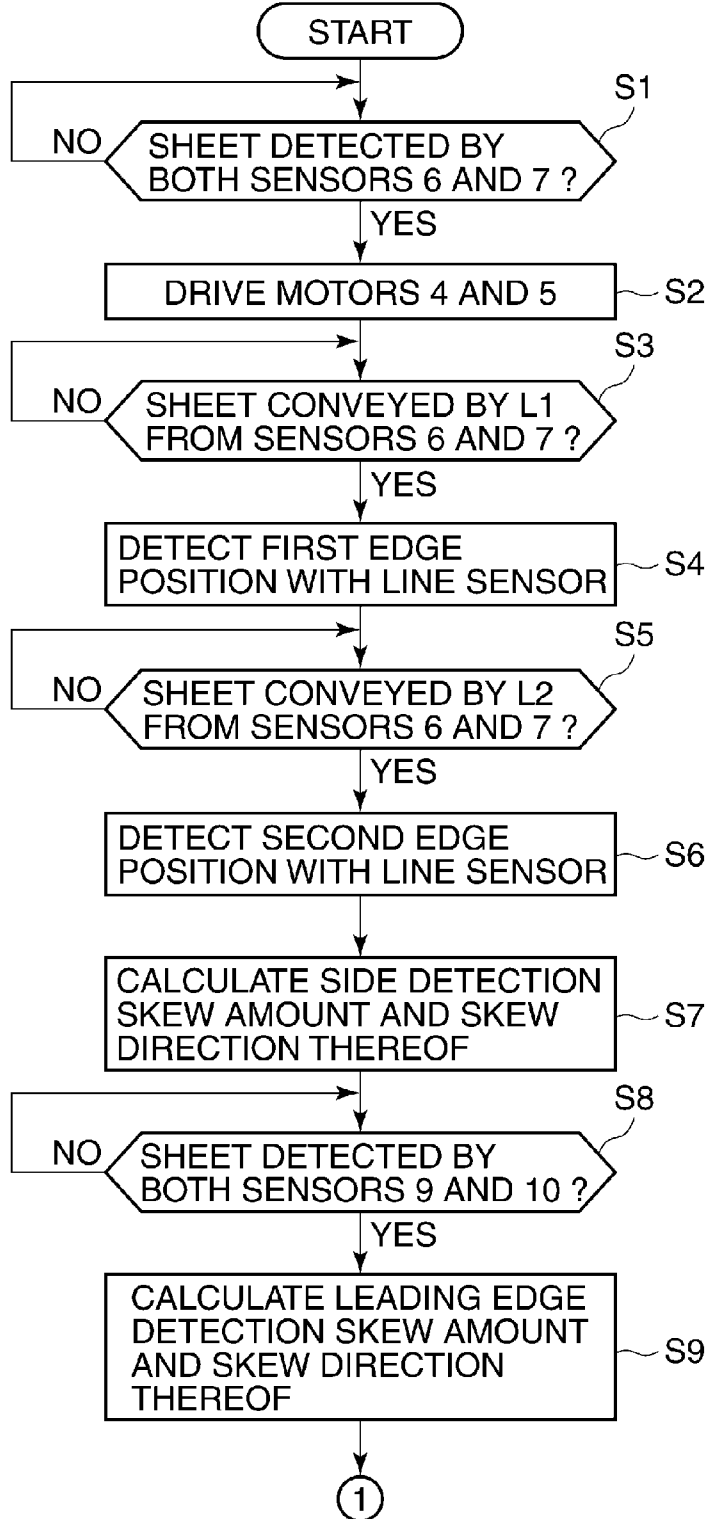 START
S1
NO
SHEET DETECTED BY
BOTH SENSORS 6 AND 7 ?
YES
DRIVE MOTORS 4 AND 5
S2
S3
NO
SHEET CONVEYED BY L1
FROM SENSORS 6 AND 7 ?
YES
DETECT FIRST EDGE
POSITION WITH LINE SENSOR
S4
S5
NO
SHEET CONVEYED BY L2
FROM SENSORS 6 AND 7 ?
YES
DETECT SECOND EDGE
POSITION WITH LINE SENSOR
S6
CALCULATE SIDE DETECTION
SKEW AMOUNT AND SKEW
DIRECTION THEREOF
S7
S8
NO
SHEET DETECTED BY
BOTH SENSORS 9 AND 10 ?
YES
CALCULATE LEADING EDGE
DETECTION SKEW AMOUNT
AND SKEW DIRECTION
THEREOF
S9
1